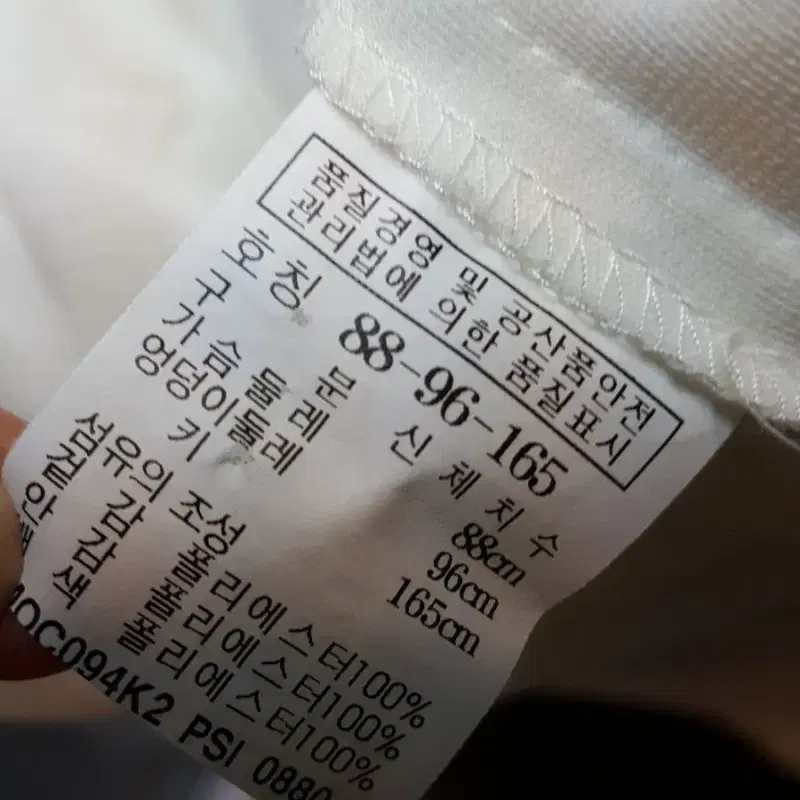 품질경영 및 공산품안전
관리법에 의한 품질표시
호칭 88-96-165
구 분 신체치수
가슴둘레 88cm
엉덩이둘레 96cm
키 165cm
섬유의 조성
겉감 폴리에스터100%
안감 폴리에스터100%
배색 폴리에스터100%
0C094K2 PSI 0880